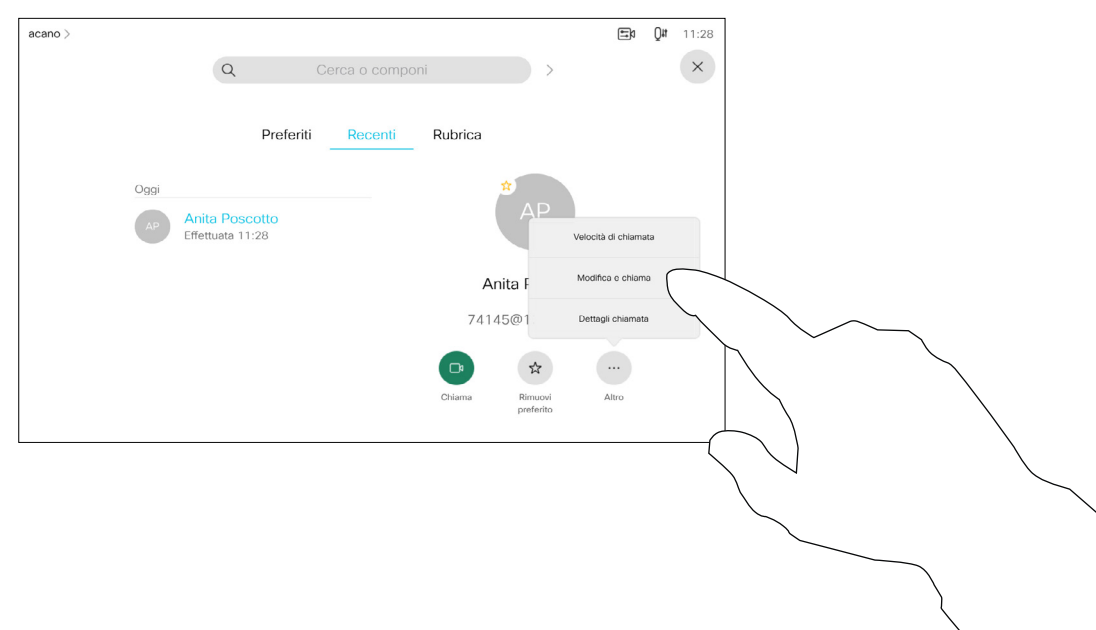 acano
11:28
Cerca o componi
Preferiti Recenti Rubrica
Oggi
AP
Anita Poscotto
Effettuata 11:28
AP
Anita
74145@1
Velocità di chiamata
Modifica e chiama
Dettagli chiamata
Chiama
Rimuovi
preferito
Altro